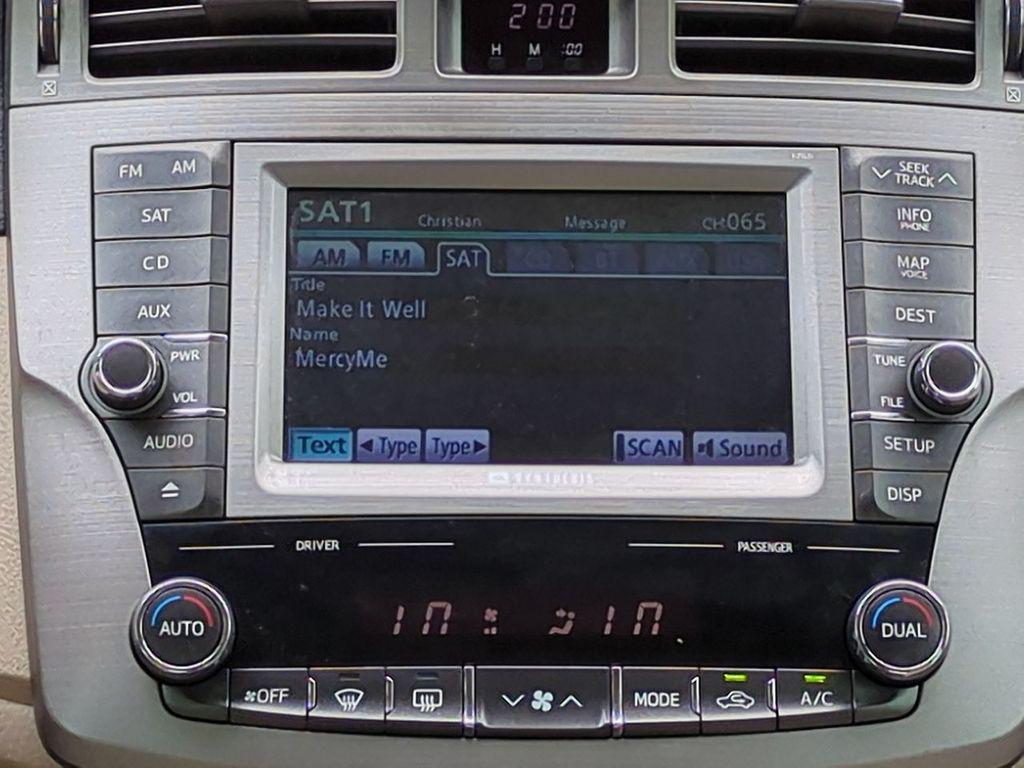 2 00
H M :00
FM AM
SAT
CD
AUX
PWR
VOL
AUDIO
SAT1 Christian Message CH065
AM FM SAT
Title
Make It Well
Name
MercyMe
Text ◀Type Type▶ SCAN Sound
SEEK
TRACK
INFO
PHONE
MAP
VOICE
DEST
TUNE
FILE
SETUP
DISP
DRIVER PASSENGER
AUTO
DUAL
OFF MODE A/C